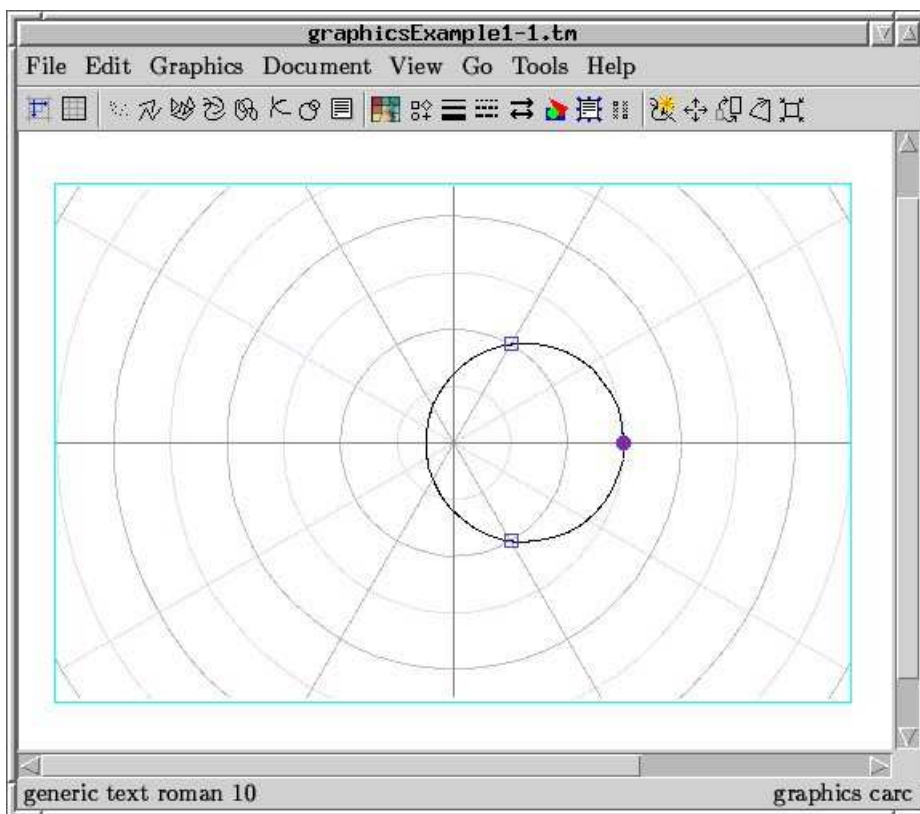 graphicsExample1-1.tm
File Edit Graphics Document View Go Tools Help
generic text roman 10 graphics carc